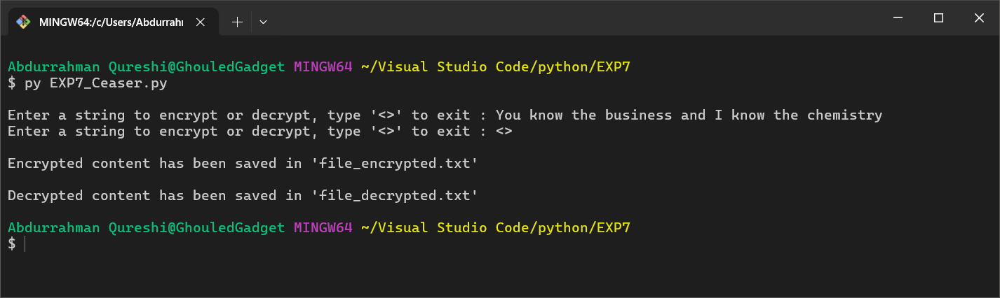 MINGW64:/c/Users/Abdurrahr
Abdurrahman Qureshi@GhouledGadget MINGW64 ~/Visual Studio Code/python/EXP7
$ py EXP7_Ceaser.py
Enter a string to encrypt or decrypt, type '<>' to exit : You know the business and I know the chemistry
Enter a string to encrypt or decrypt, type '<>' to exit : <>
Encrypted content has been saved in 'file_encrypted.txt'
Decrypted content has been saved in 'file_decrypted.txt'
Abdurrahman Qureshi@GhouledGadget MINGW64 ~/Visual Studio Code/python/EXP7
$